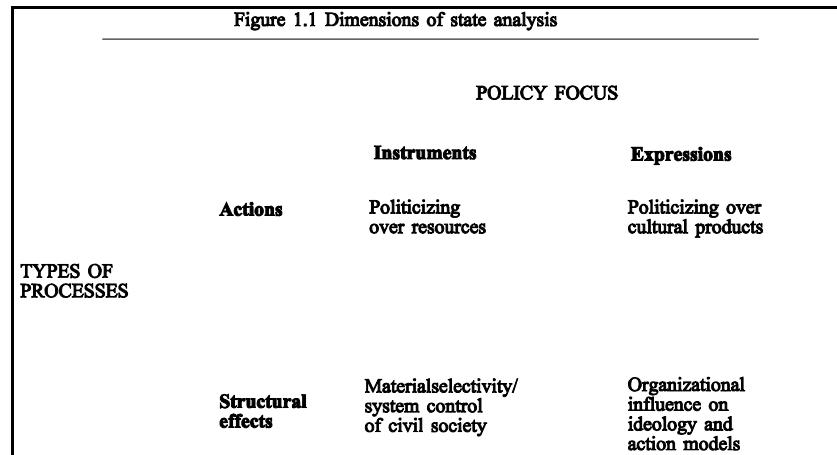 Figure 1.1 Dimensions of state analysis
POLICY FOCUS
Instruments
Expressions
Actions
Politicizing
over resources
Politicizing over
cultural products
TYPES OF
PROCESSES
Structural
effects
Materialselectivity/
system control
of civil society
Organizational
influence on
ideology and
action models